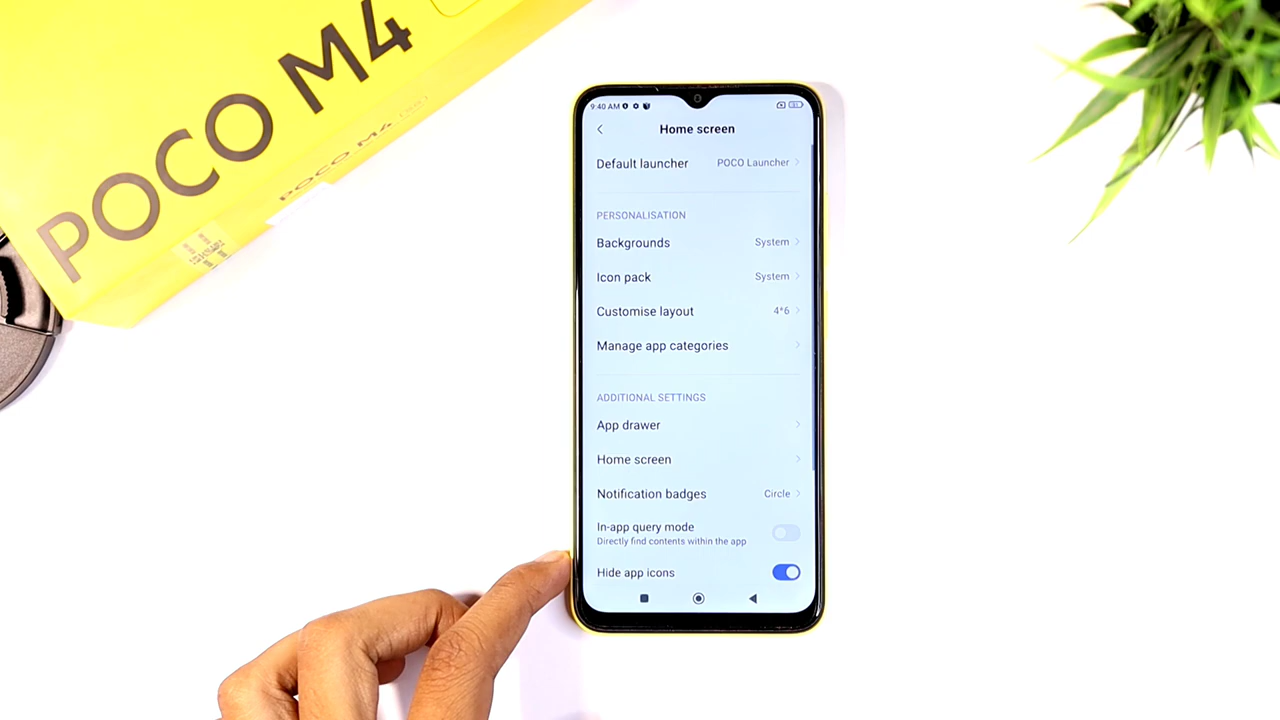 POCO M4
POCO M4
9:40 AM
Home screen
Default launcher POCO Launcher
PERSONALISATION
Backgrounds System
Icon pack System
Customise layout 4*6
Manage app categories
ADDITIONAL SETTINGS
App drawer
Home screen
Notification badges Circle
In-app query mode
Directly find contents within the app
Hide app icons